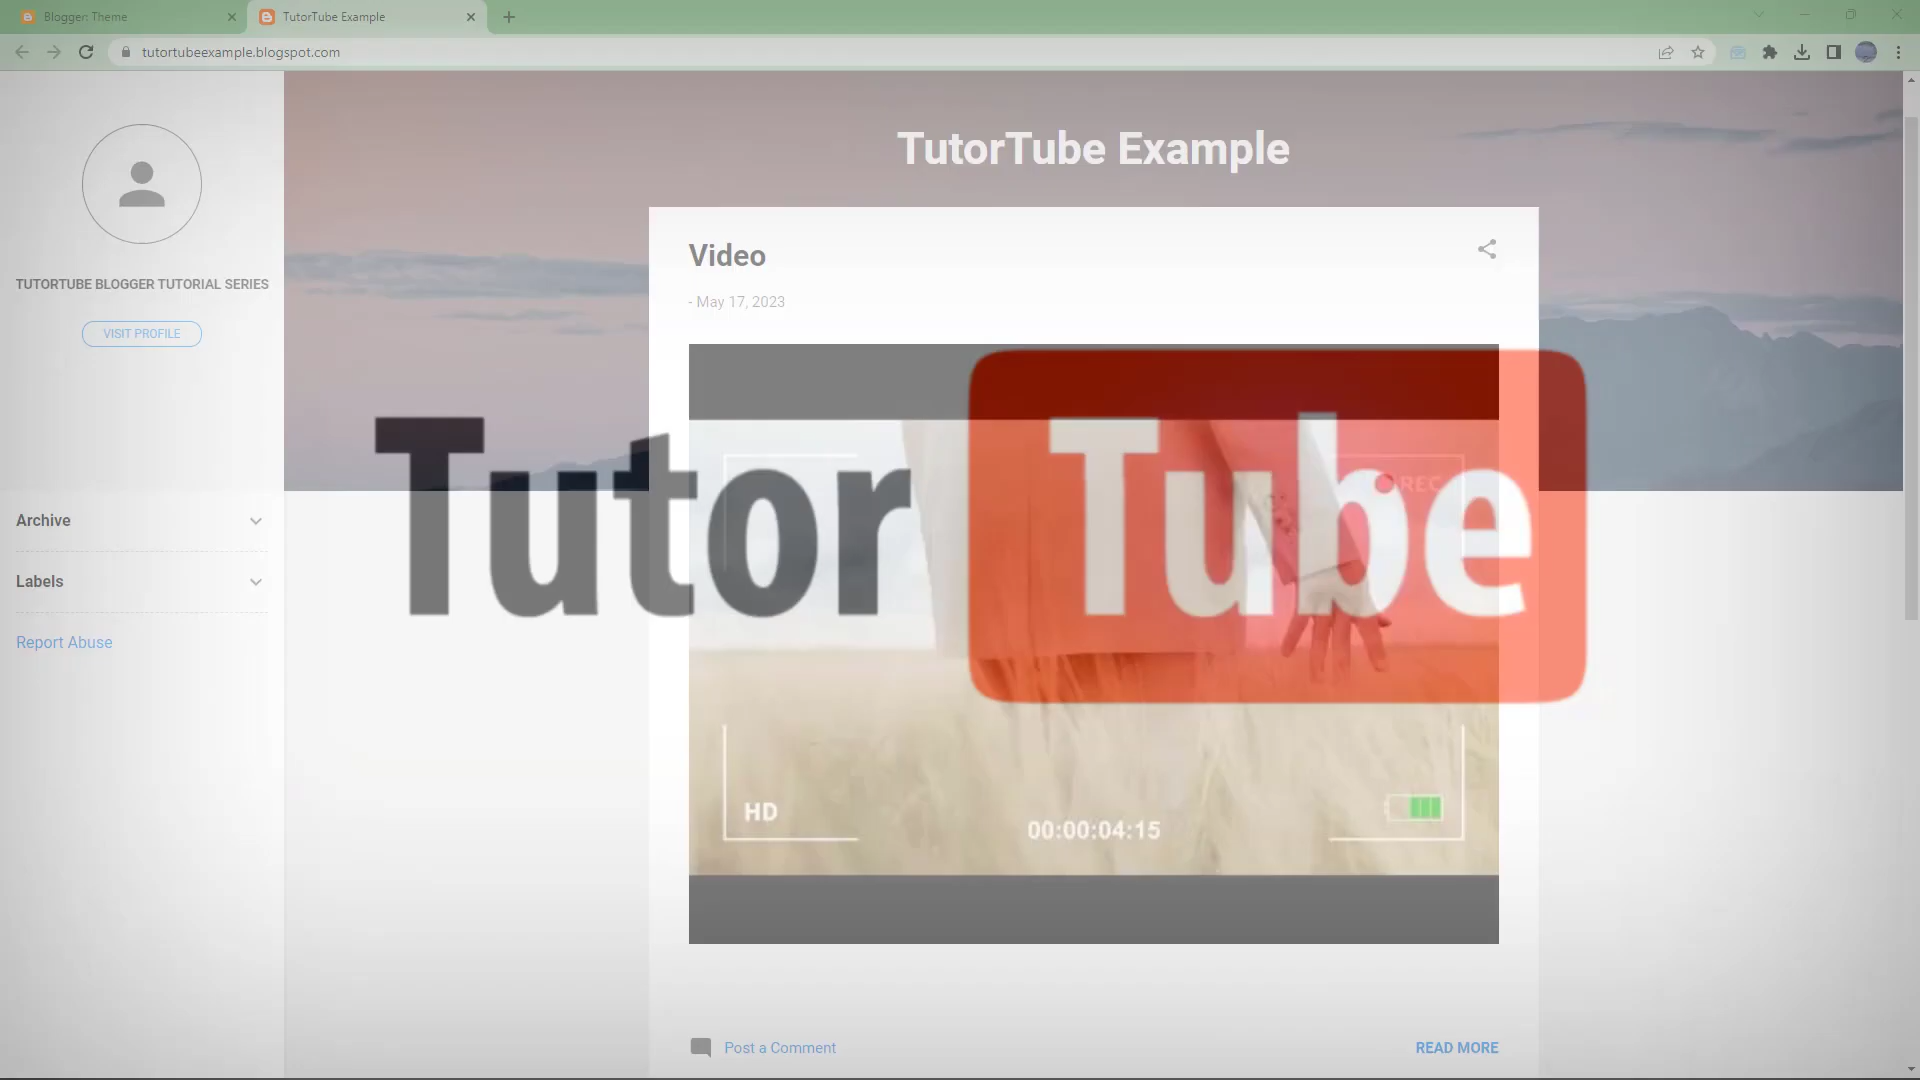 Blogger: Theme
TutorTube Example
tutortubeexample.blogspot.com
TutorTube Example
TUTORTUBE BLOGGER TUTORIAL SERIES
VISIT PROFILE
Archive
Labels
Report Abuse
Video
- May 17, 2023
Tutor Tube
REC
HD
00:00:04:15
Post a Comment
READ MORE